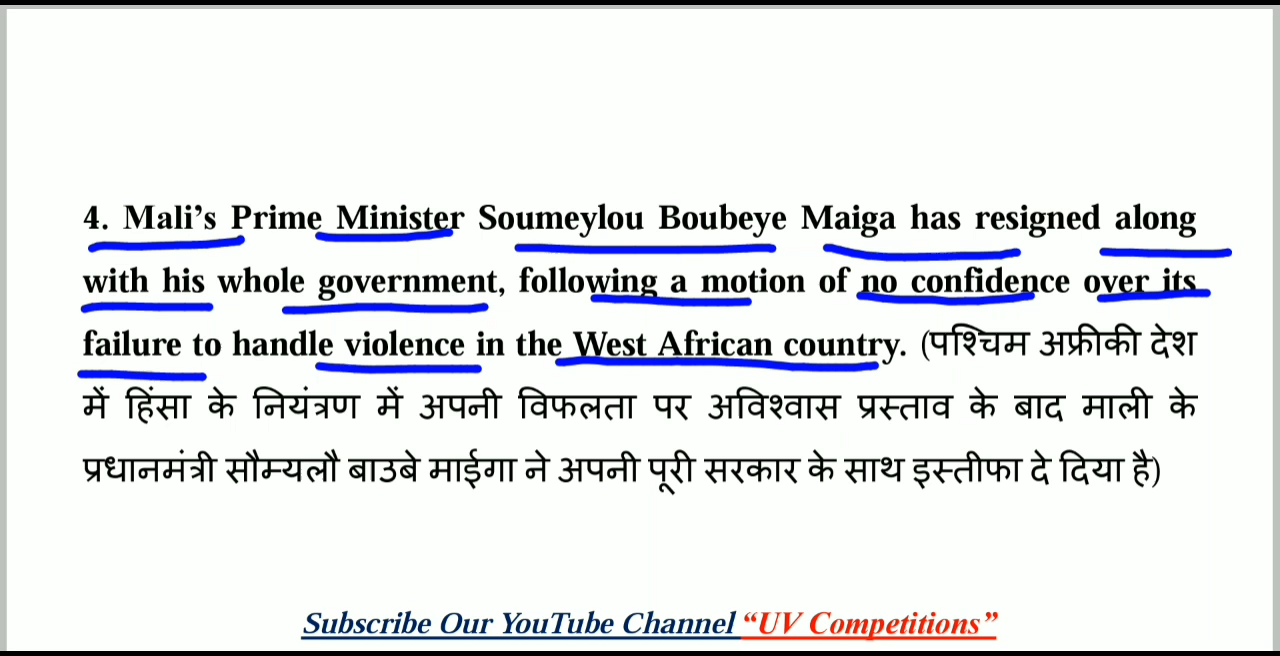 4. Mali’s Prime Minister Soumeylou Boubeye Maiga has resigned along
with his whole government, following a motion of no confidence over its
failure to handle violence in the West African country. (पश्चिम अफ्रीकी देश
में हिंसा के नियंत्रण में अपनी विफलता पर अविश्वास प्रस्ताव के बाद माली के
प्रधानमंत्री सौम्यलौ बाउबे माईगा ने अपनी पूरी सरकार के साथ इस्तीफा दे दिया है)
Subscribe Our YouTube Channel “UV Competitions”